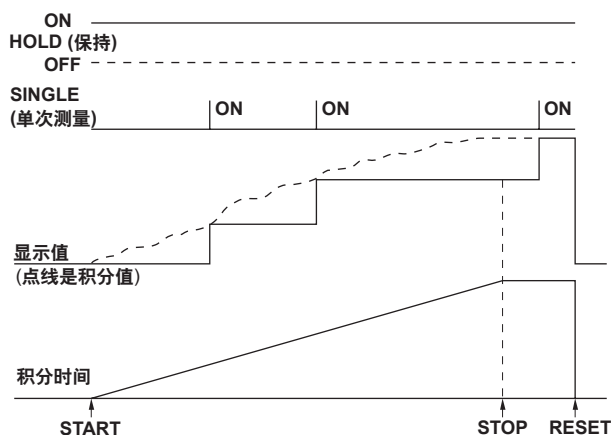 ON
HOLD (保持)
OFF
SINGLE
(单次测量)
ON
ON
ON
显示值
(点线是积分值)
积分时间
START
STOP
RESET